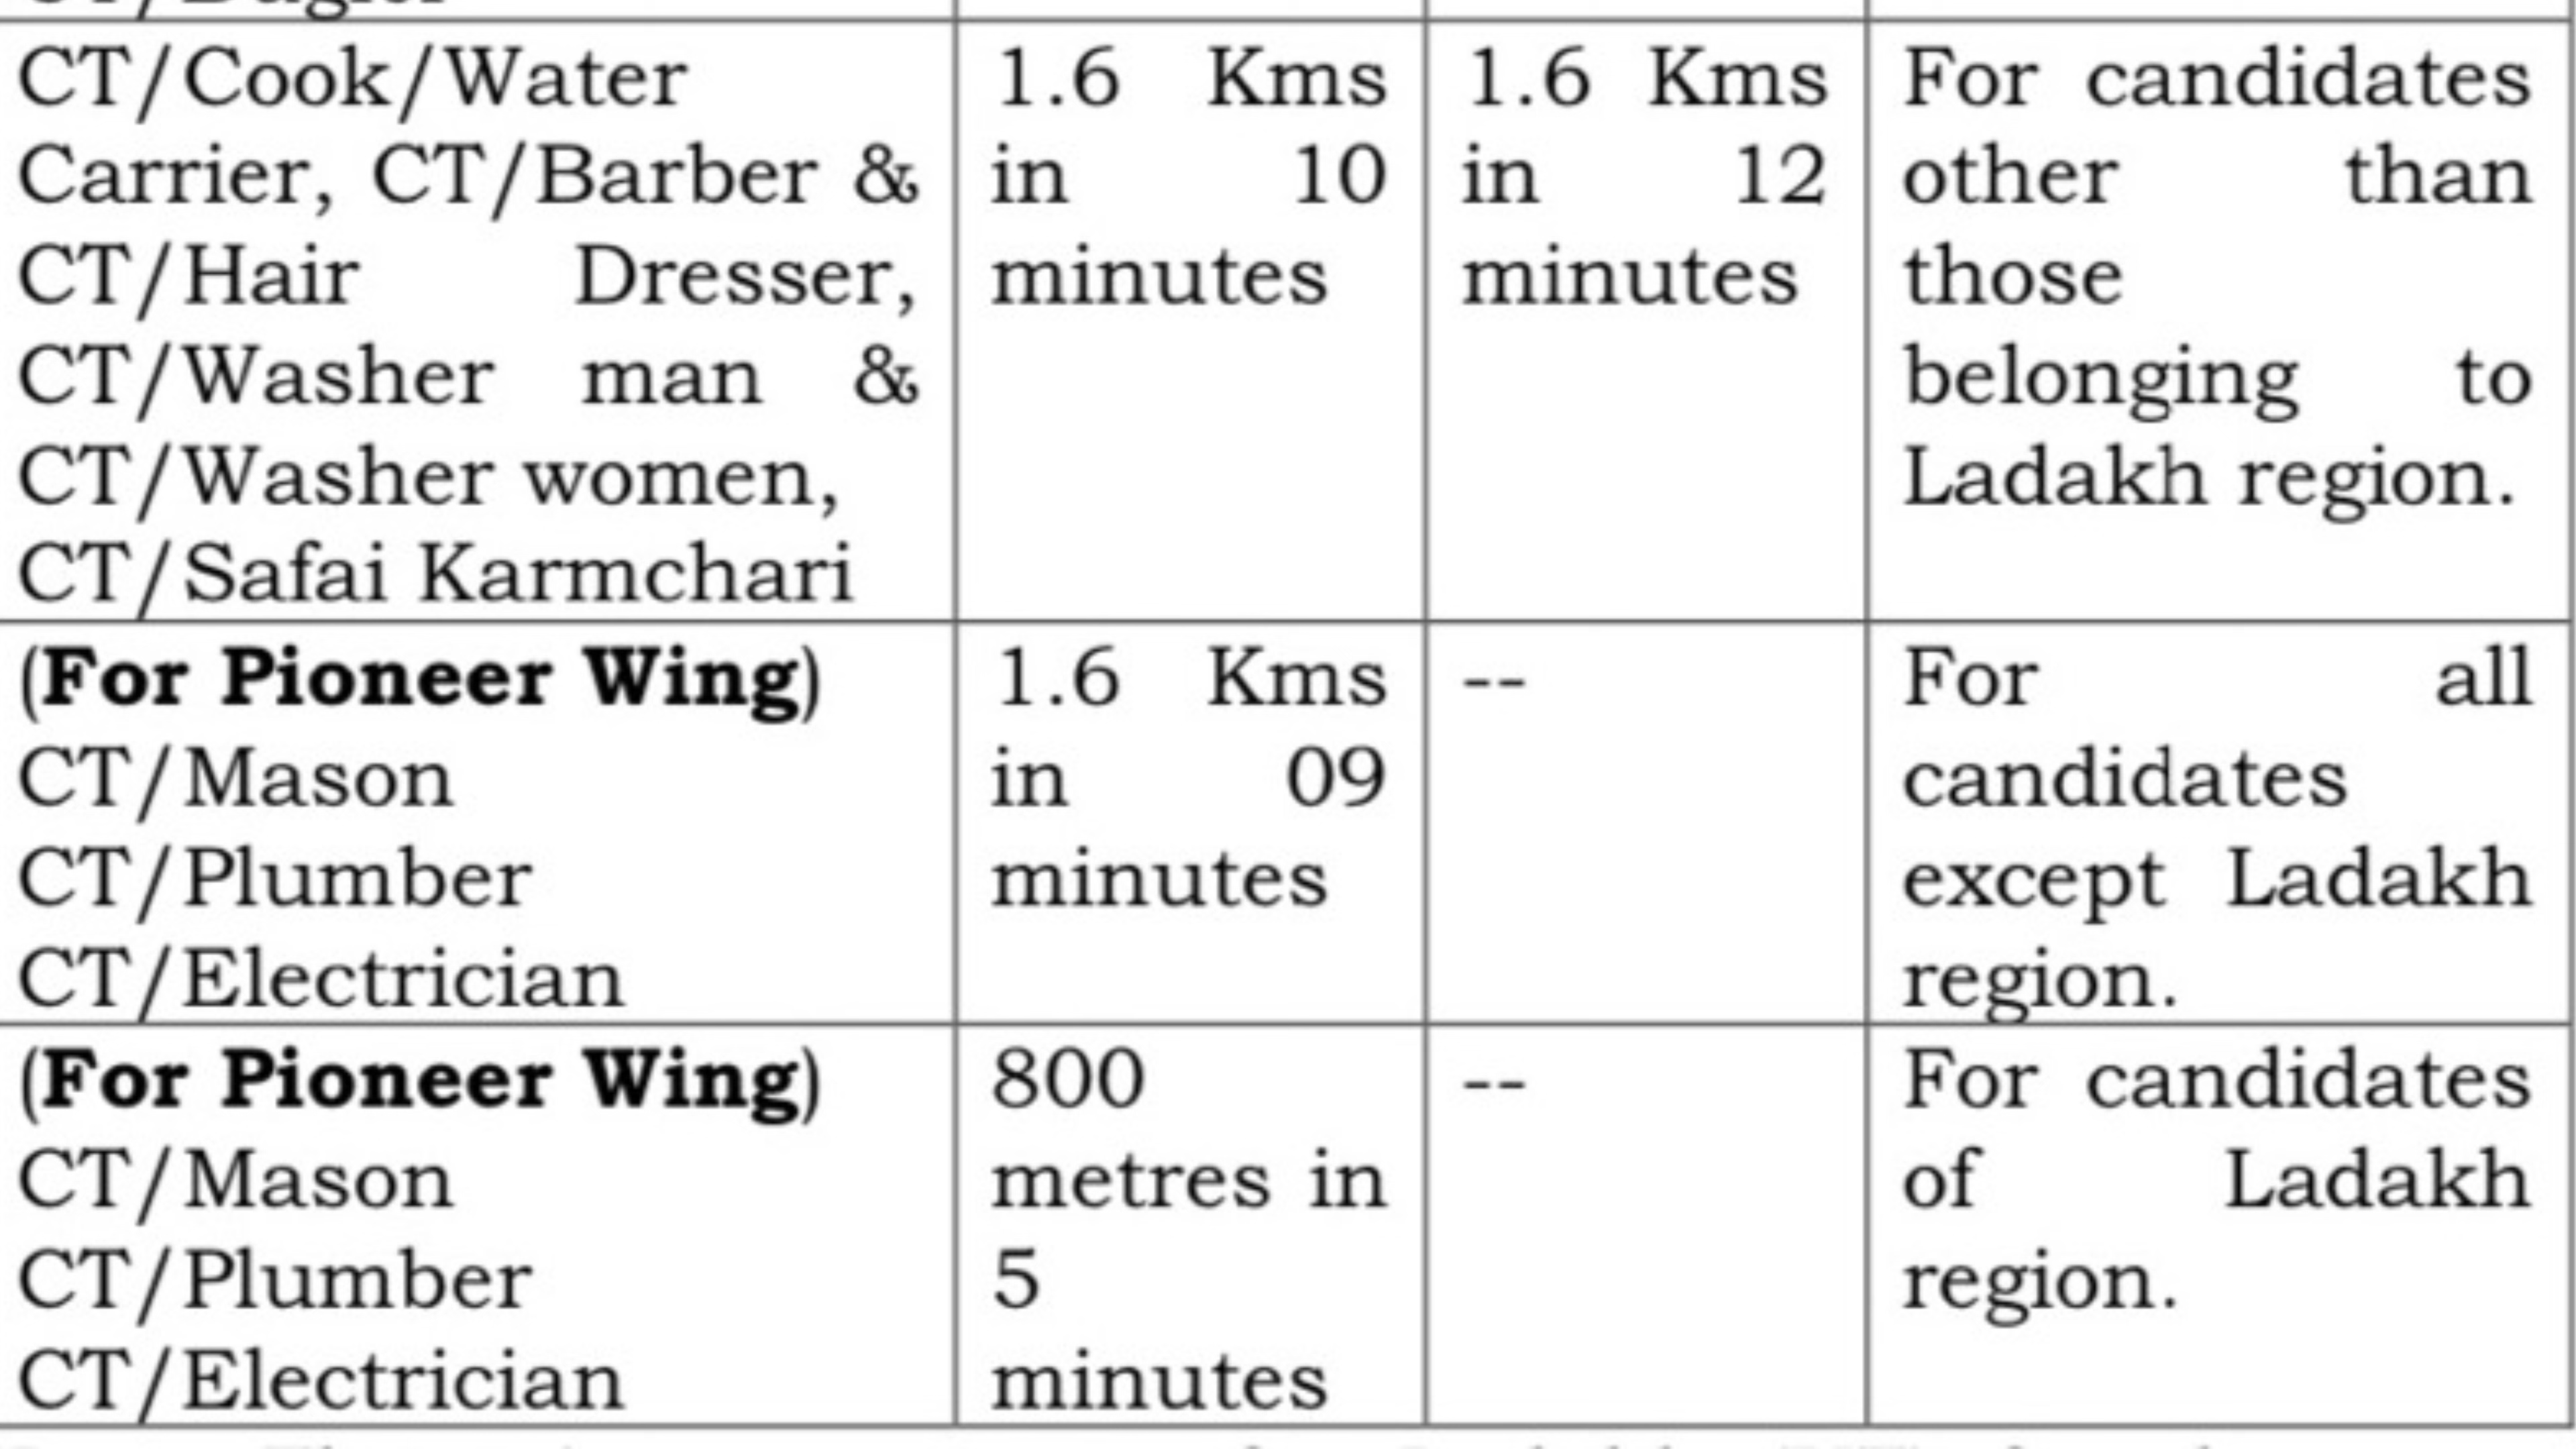 CT/Bugler
CT/Cook/Water
Carrier, CT/Barber &
CT/Hair Dresser,
CT/Washer man &
CT/Washer women,
CT/Safai Karmchari
1.6 Kms
in 10
minutes
1.6 Kms
in 12
minutes
For candidates
other than
those
belonging to
Ladakh region.
(For Pioneer Wing)
CT/Mason
CT/Plumber
CT/Electrician
1.6 Kms
in 09
minutes
--
For all
candidates
except Ladakh
region.
(For Pioneer Wing)
CT/Mason
CT/Plumber
CT/Electrician
800
metres in
5
minutes
--
For candidates
of Ladakh
region.